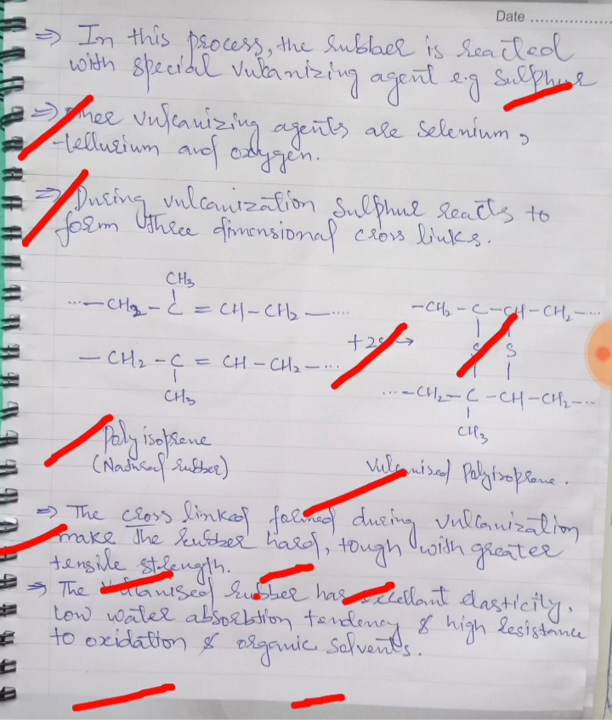 Date ..................
⇒ In this process, the rubber is reacted
with special vulcanizing agent e.g sulphur
⇒ other vulcanizing agents are selenium,
tellurium and oxygen.
⇒ During vulcanization sulphur reacts to
form three dimensional cross links.
CH3
...—CH2—C = CH—CH2—.... —CH2—C—CH—CH2—...
+2S → S S
—CH2—C = CH—CH2—... ...—CH2—C—CH—CH2—...
CH3 CH3
Polyisoprene
(Natural rubber) Vulcanised Polyisoprene.
⇒ The cross linked formed during vulcanization
make the rubber hard, tough with greater
tensile strength.
⇒ The vulcanised rubber has excellant elasticity,
low water absorbtion tendency & high resistance
to oxidation & organic solvents.